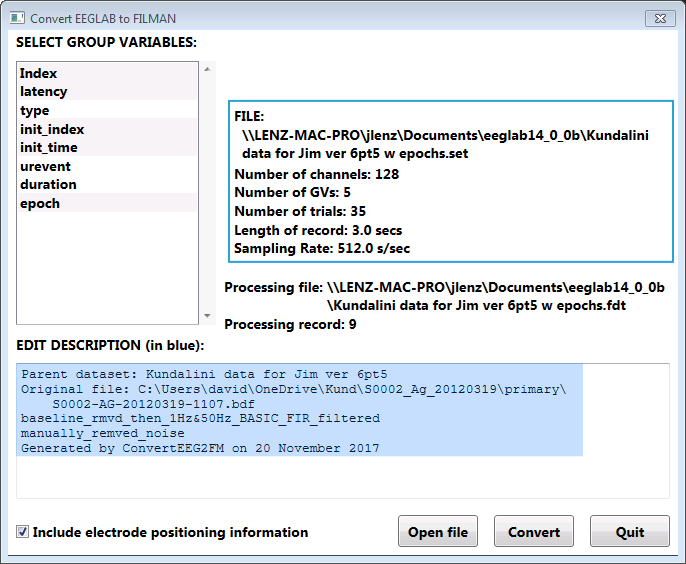 Convert EEGLAB to FILMAN
SELECT GROUP VARIABLES:
Index
latency
type
init_index
init_time
urevent
duration
epoch
FILE:
\\LENZ-MAC-PRO\jlenz\Documents\eeglab14_0_0b\Kundalini
data for Jim ver 6pt5 w epochs.set
Number of channels: 128
Number of GVs: 5
Number of trials: 35
Length of record: 3.0 secs
Sampling Rate: 512.0 s/sec
Processing file: \\LENZ-MAC-PRO\jlenz\Documents\eeglab14_0_0b
\Kundalini data for Jim ver 6pt5 w epochs.fdt
Processing record: 9
EDIT DESCRIPTION (in blue):
Parent dataset: Kundalini data for Jim ver 6pt5
Original file: C:\Users\david\OneDrive\Kund\S0002_Ag_20120319\primary\
S0002-AG-20120319-1107.bdf
baseline_rmvd_then_1Hz&50Hz_BASIC_FIR_filtered
manually_remved_noise
Generated by ConvertEEG2FM on 20 November 2017
Include electrode positioning information
Open file
Convert
Quit